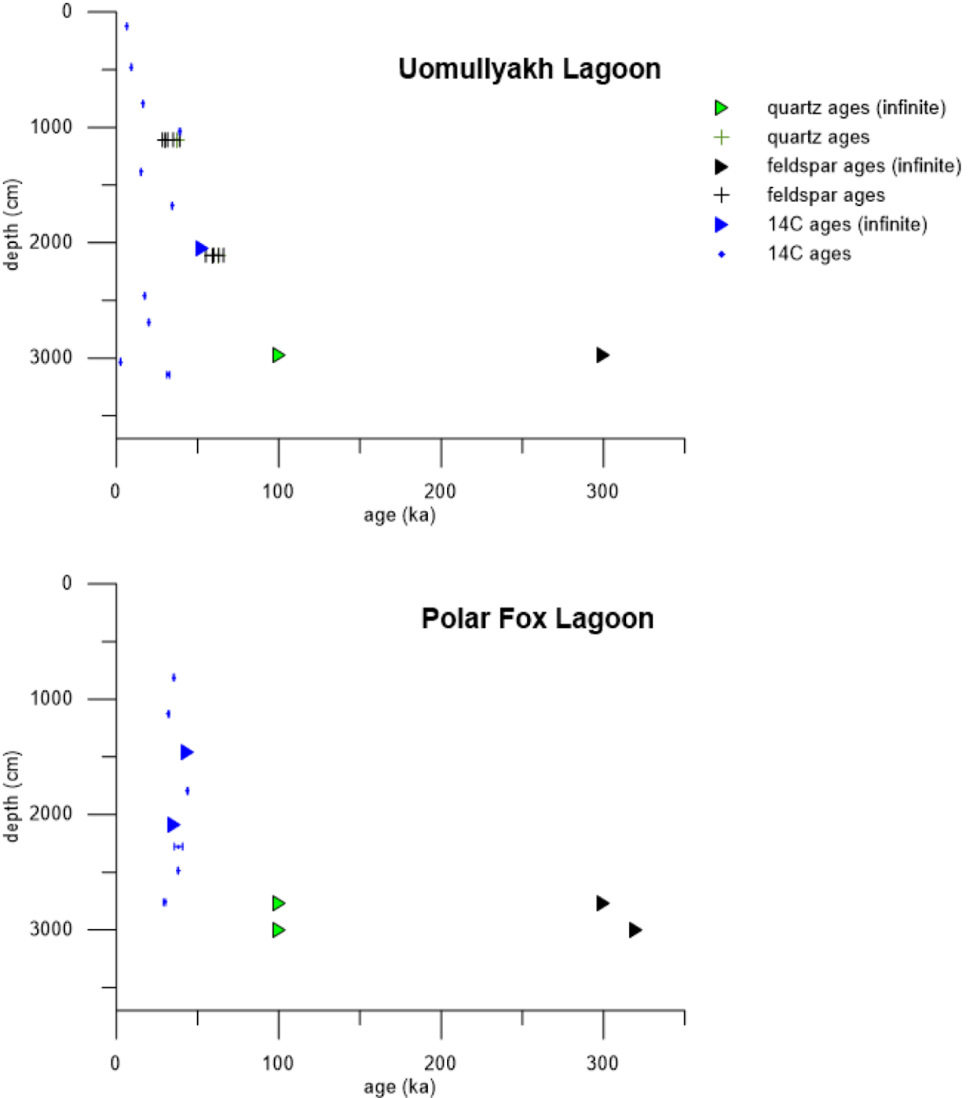 Uomullyakh Lagoon
0
1000
2000
3000
depth (cm)
0
100
200
300
age (ka)
quartz ages (infinite)
quartz ages
feldspar ages (infinite)
feldspar ages
14C ages (infinite)
14C ages
Polar Fox Lagoon
0
1000
2000
3000
depth (cm)
0
100
200
300
age (ka)